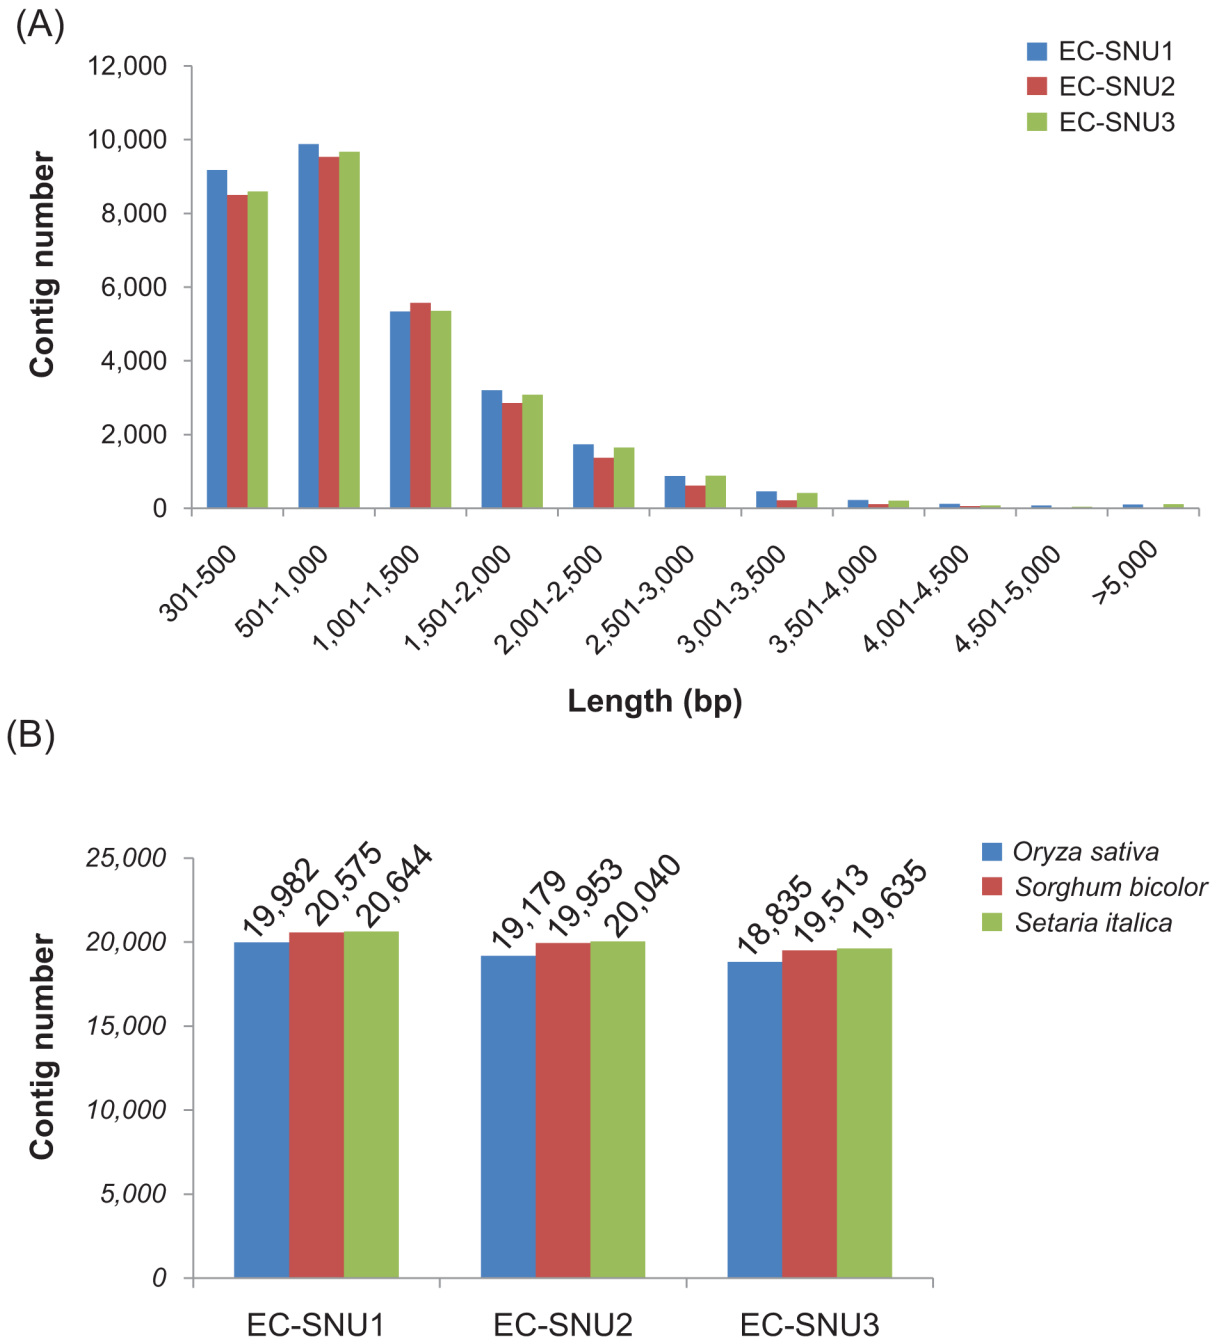 (A)
12,000
10,000
8,000
6,000
4,000
2,000
0
Contig number
EC-SNU1
EC-SNU2
EC-SNU3
301-500
501-1,000
1,001-1,500
1,501-2,000
2,001-2,500
2,501-3,000
3,001-3,500
3,501-4,000
4,001-4,500
4,501-5,000
>5,000
Length (bp)
(B)
25,000
20,000
15,000
10,000
5,000
0
Contig number
19,982
20,575
20,644
19,179
19,953
20,040
18,835
19,513
19,635
Oryza sativa
Sorghum bicolor
Setaria italica
EC-SNU1
EC-SNU2
EC-SNU3